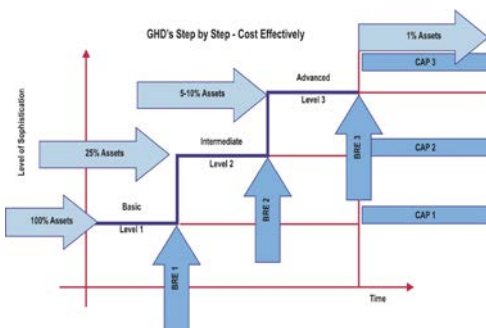 GHD's Step by Step - Cost Effectively
1% Assets
CAP 3
Advanced
5-10% Assets
Level 3
Level of Sophistication
Intermediate
25% Assets
Level 2
BRE 3
CAP 2
Basic
100% Assets
Level 1
BRE 2
CAP 1
BRE 1
Time